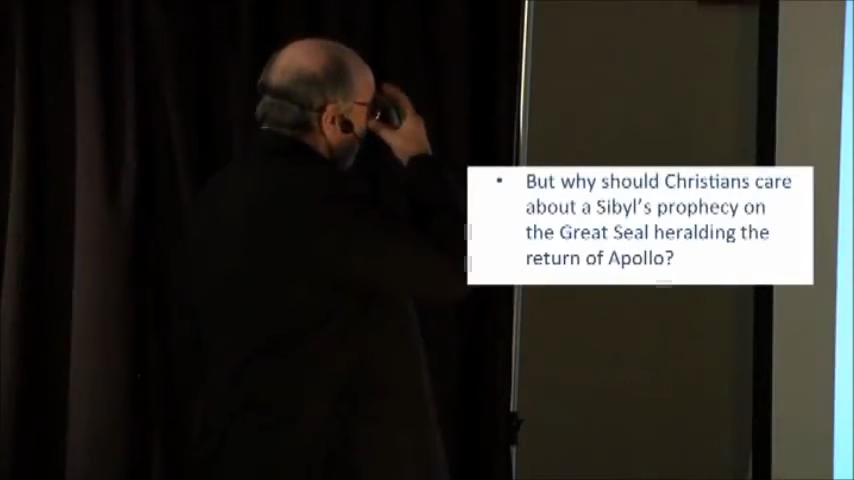 • But why should Christians care
about a Sibyl's prophecy on
the Great Seal heralding the
return of Apollo?